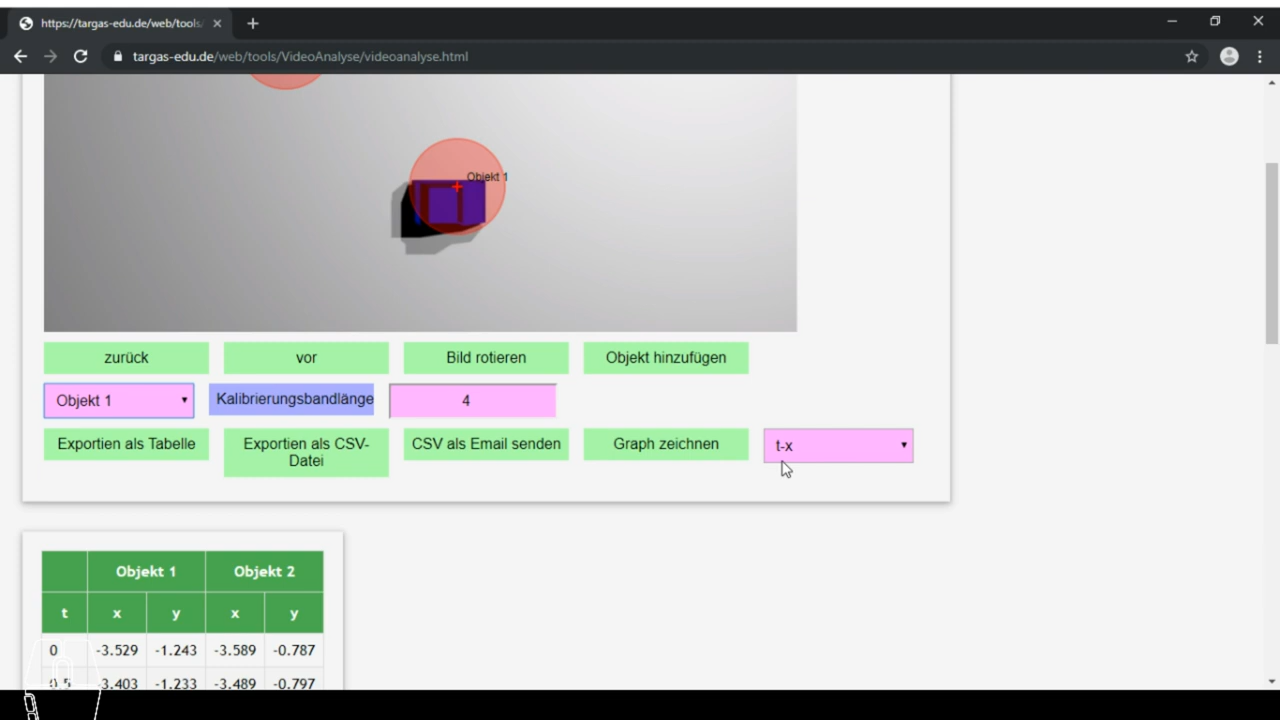 https://targas-edu.de/web/tools/
targas-edu.de/web/tools/VideoAnalyse/videoanalyse.html
Objekt 1
zurück
vor
Bild rotieren
Objekt hinzufügen
Objekt 1
Kalibrierungsbandlänge
4
Exportien als Tabelle
Exportien als CSV-
Datei
CSV als Email senden
Graph zeichnen
t-x
Objekt 1 Objekt 2
t x y x y
0 -3.529 -1.243 -3.589 -0.787
0.5 -3.403 -1.233 -3.489 -0.797